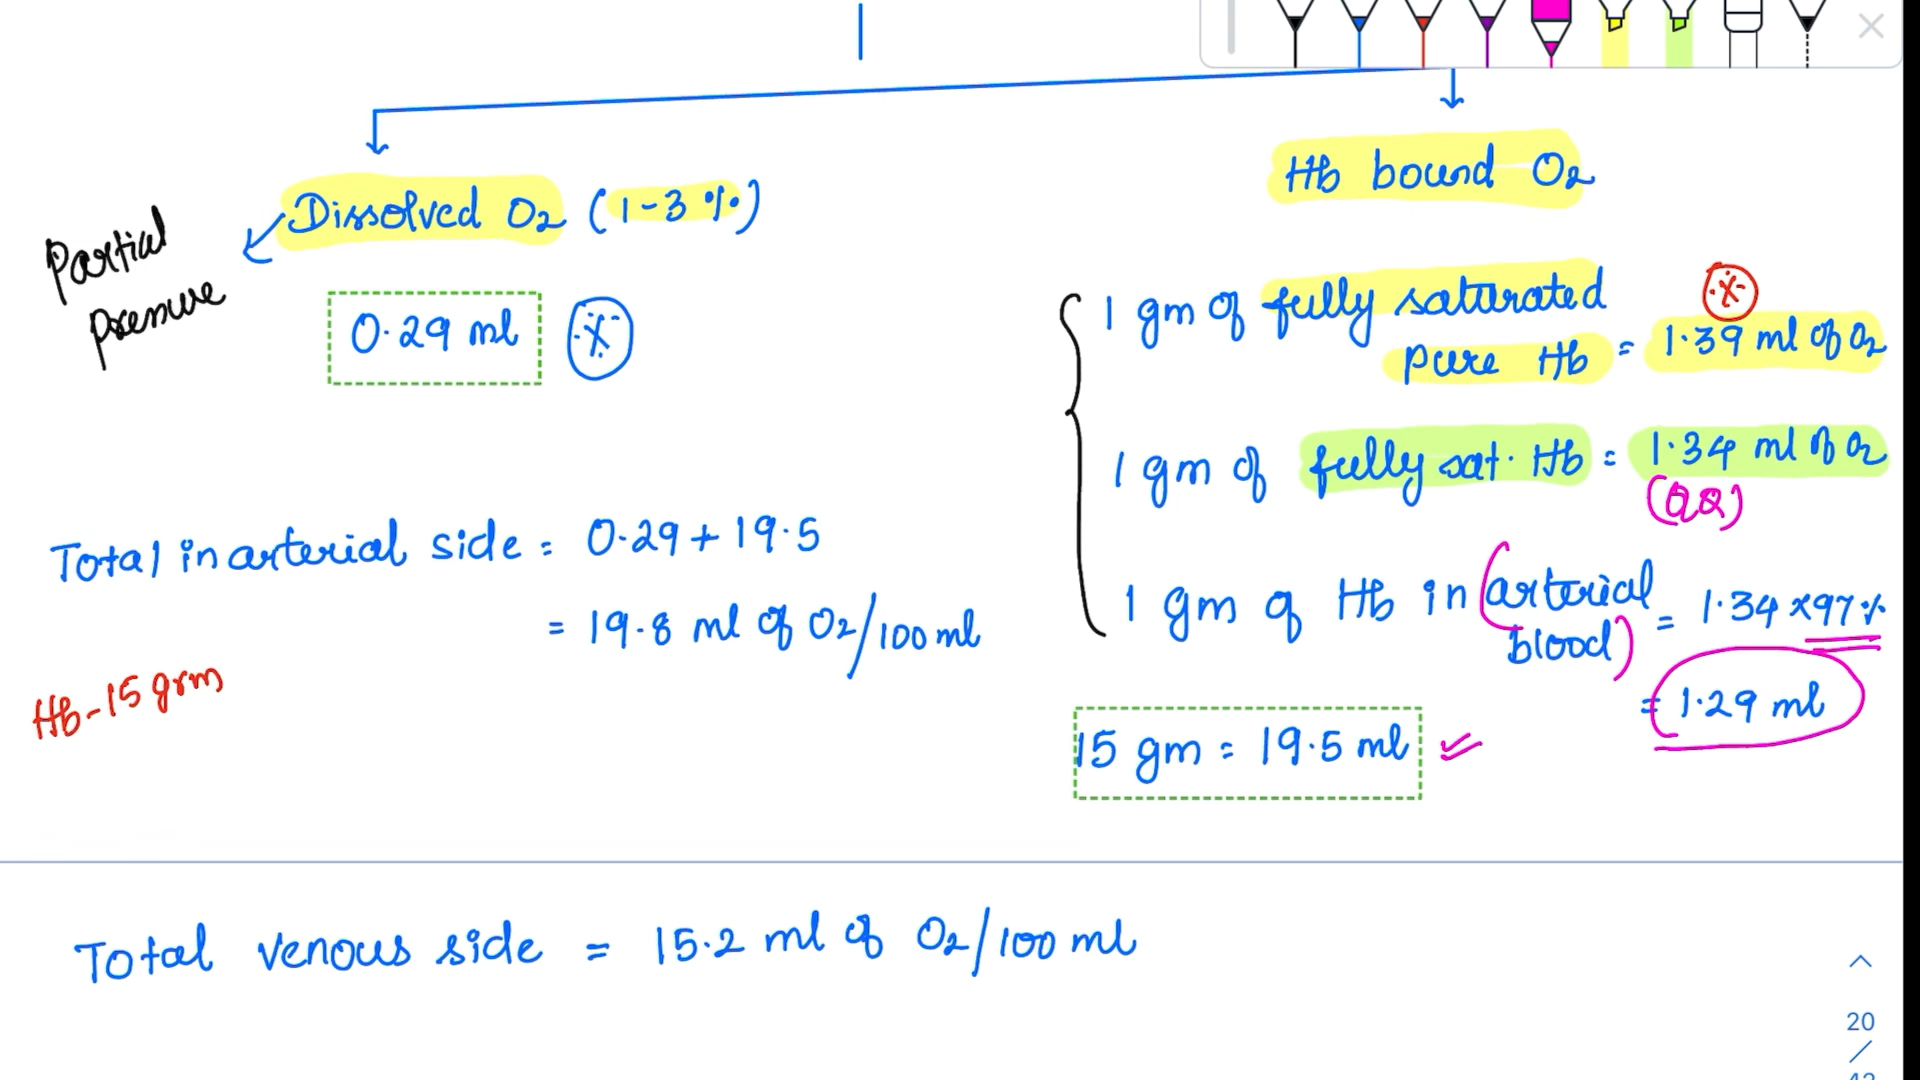 Hb bound O2
Dissolved O2 (1-3 %)
Partial
pressure
0.29 ml
1 gm of fully saturated
pure Hb = 1.39 ml of O2
1 gm of fully sat. Hb = 1.34 ml of O2
Total in arterial side = 0.29 + 19.5
= 19.8 ml of O2/100 ml
1 gm of Hb in (arterial
blood) = 1.34 x 97%
= 1.29 ml
Hb - 15 grm
15 gm = 19.5 ml
Total venous side = 15.2 ml of O2/100 ml
20
/